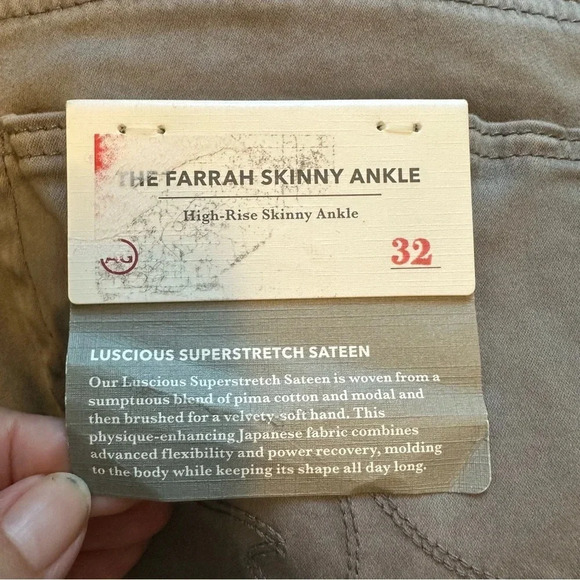 THE FARRAH SKINNY ANKLE
High-Rise Skinny Ankle
AG
32
LUSCIOUS SUPERSTRETCH SATEEN
Our Luscious Superstretch Sateen is woven from a
sumptuous blend of pima cotton and modal and
then brushed for a velvety-soft hand. This
physique-enhancing Japanese fabric combines
advanced flexibility and power recovery, molding
to the body while keeping its shape all day long.